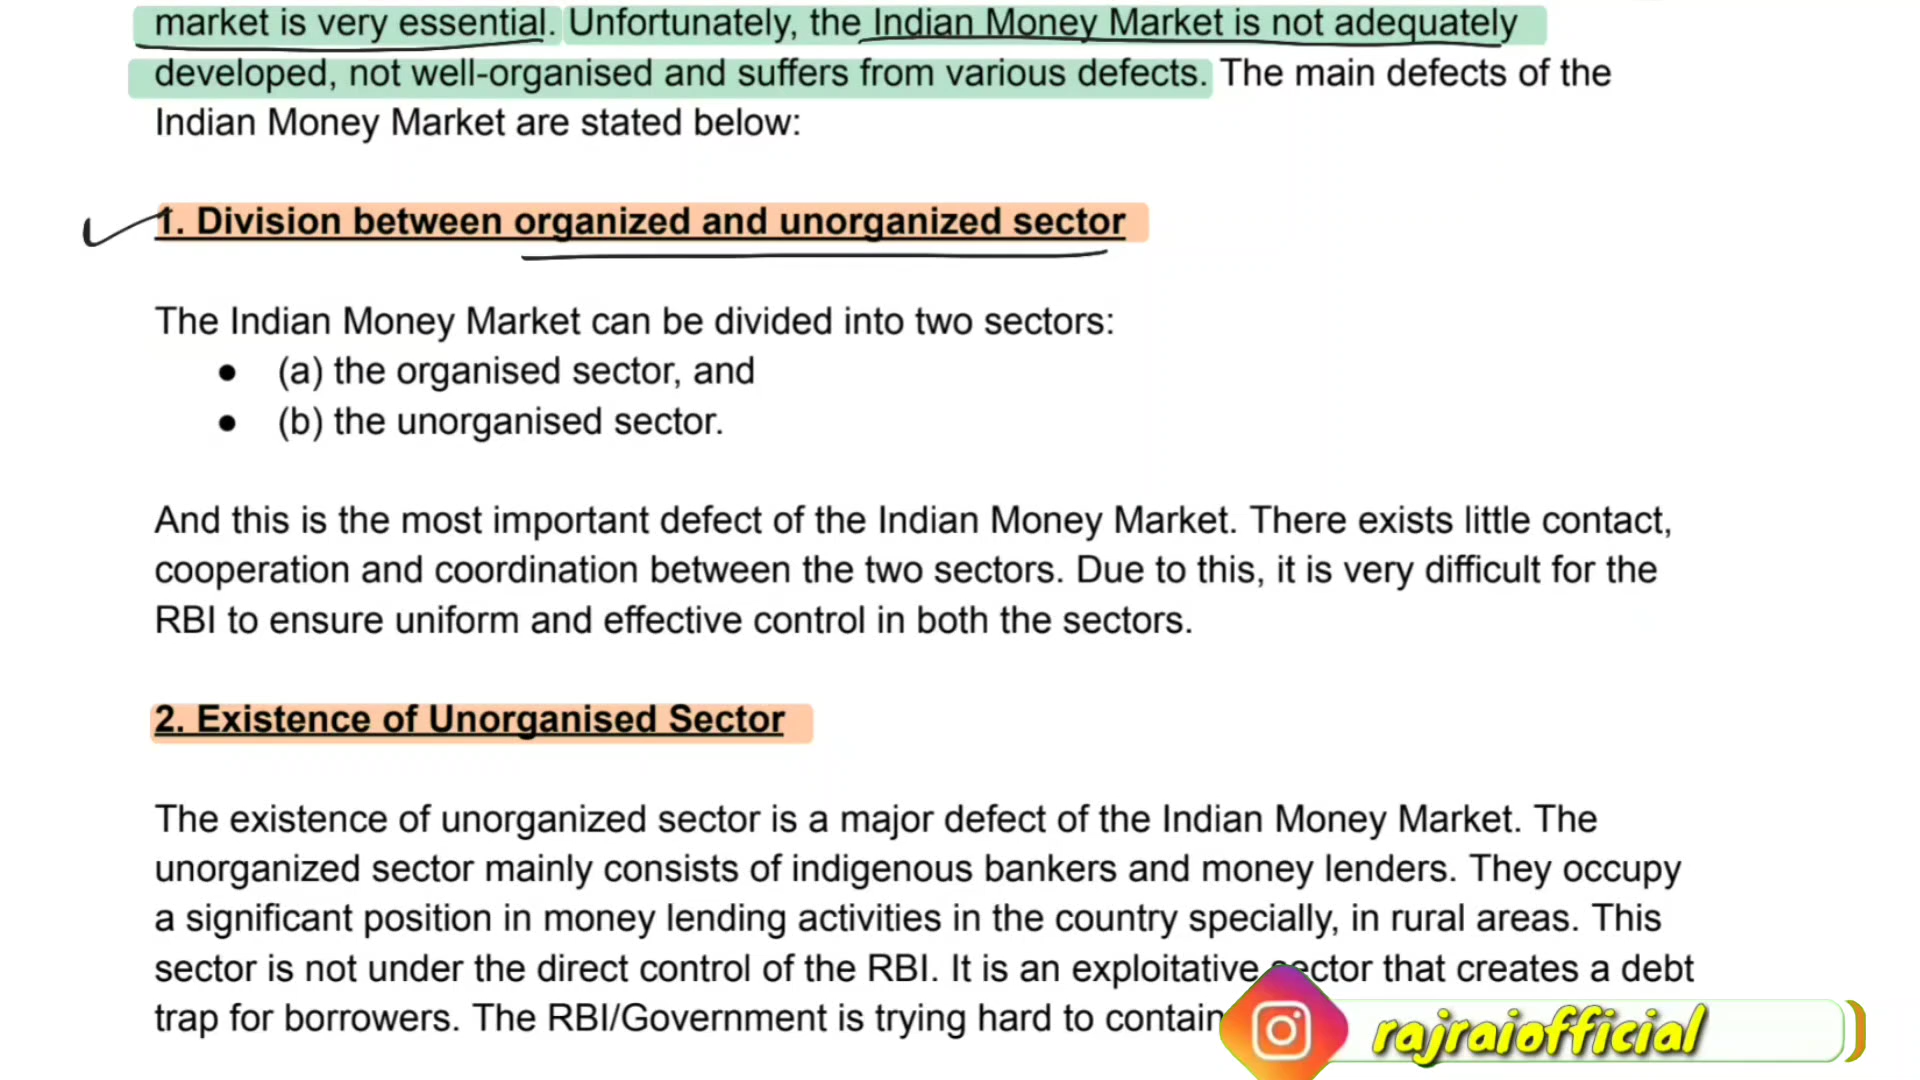 market is very essential. Unfortunately, the Indian Money Market is not adequately
developed, not well-organised and suffers from various defects. The main defects of the
Indian Money Market are stated below:
1. Division between organized and unorganized sector
The Indian Money Market can be divided into two sectors:
● (a) the organised sector, and
● (b) the unorganised sector.
And this is the most important defect of the Indian Money Market. There exists little contact,
cooperation and coordination between the two sectors. Due to this, it is very difficult for the
RBI to ensure uniform and effective control in both the sectors.
2. Existence of Unorganised Sector
The existence of unorganized sector is a major defect of the Indian Money Market. The
unorganized sector mainly consists of indigenous bankers and money lenders. They occupy
a significant position in money lending activities in the country specially, in rural areas. This
sector is not under the direct control of the RBI. It is an exploitative sector that creates a debt
trap for borrowers. The RBI/Government is trying hard to contain
rajraiofficial